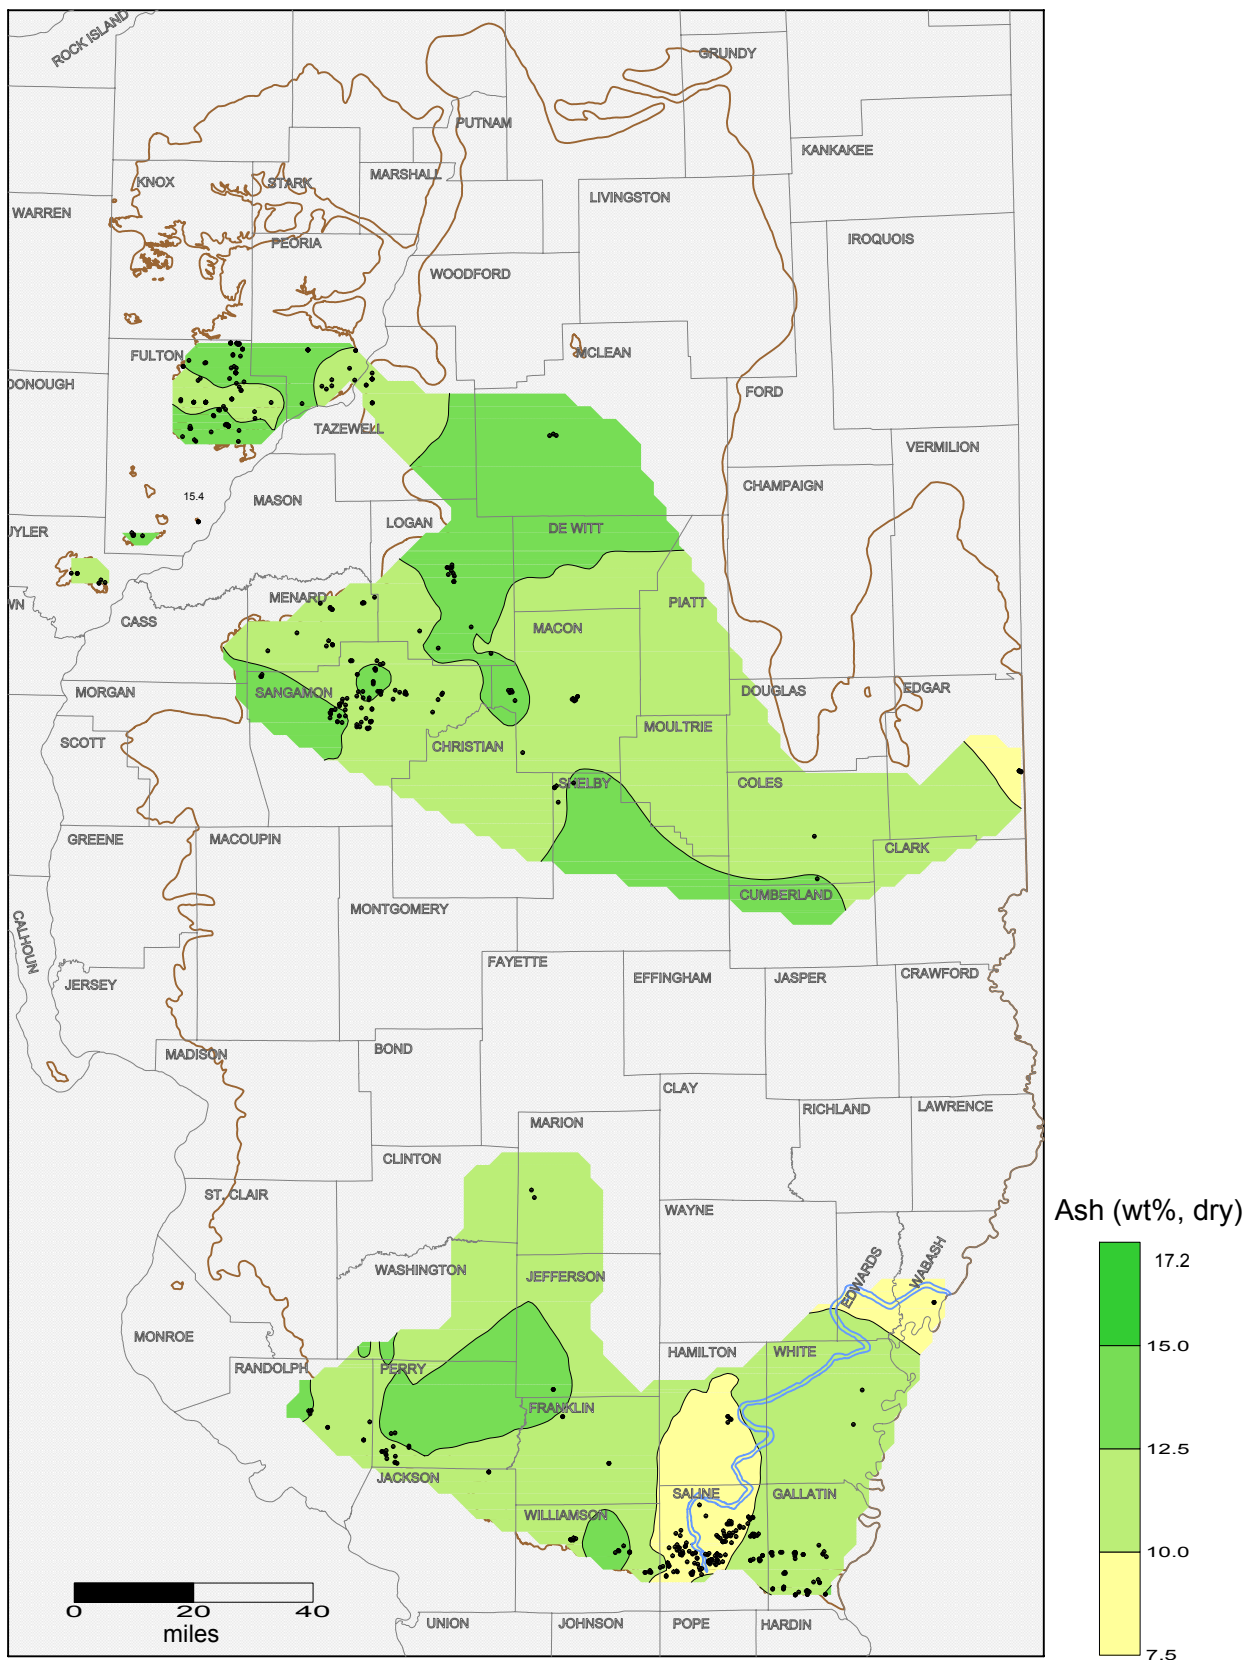 ROCK ISLAND
GRUNDY
PUTNAM
KANKAKEE
KNOX
STARK
MARSHALL
LIVINGSTON
WARREN
PEORIA
IROQUOIS
WOODFORD
FULTON
MCLEAN
DONOUGH
FORD
TAZEWELL
VERMILION
CHAMPAIGN
15.4
MASON
LOGAN
UYLER
DE WITT
MENARD
PIATT
WN
CASS
MACON
MORGAN
SANGAMON
DOUGLAS
EDGAR
SCOTT
CHRISTIAN
MOULTRIE
SHELBY
COLES
GREENE
MACOUPIN
CLARK
CUMBERLAND
MONTGOMERY
CALHOUN
FAYETTE
EFFINGHAM
JASPER
CRAWFORD
JERSEY
MADISON
BOND
CLAY
RICHLAND
LAWRENCE
MARION
CLINTON
ST. CLAIR
WAYNE
Ash (wt%, dry)
WASHINGTON
JEFFERSON
EDWARDS
WABASH
17.2
MONROE
RANDOLPH
PERRY
HAMILTON
WHITE
15.0
FRANKLIN
12.5
JACKSON
SALINE
GALLATIN
WILLIAMSON
10.0
0 20 40
miles
UNION
JOHNSON
POPE
HARDIN
7.5